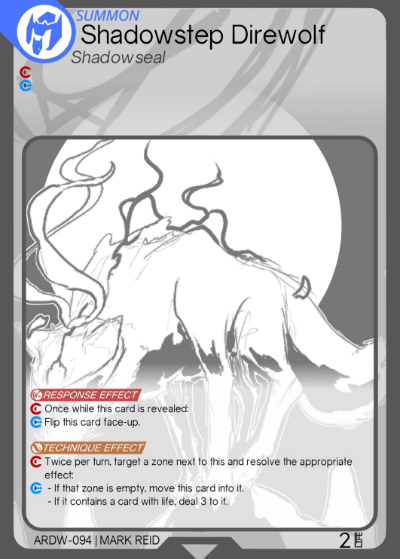 SUMMON
Shadowstep Direwolf
Shadowseal
C
C
RESPONSE EFFECT
C Once while this card is revealed:
C Flip this card face-up.
TECHNIQUE EFFECT
C Twice per turn, target a zone next to this and resolve the appropriate
effect:
C - If that zone is empty, move this card into it.
- If it contains a card with life, deal 3 to it.
ARDW-094 | MARK REID
2 LIFE